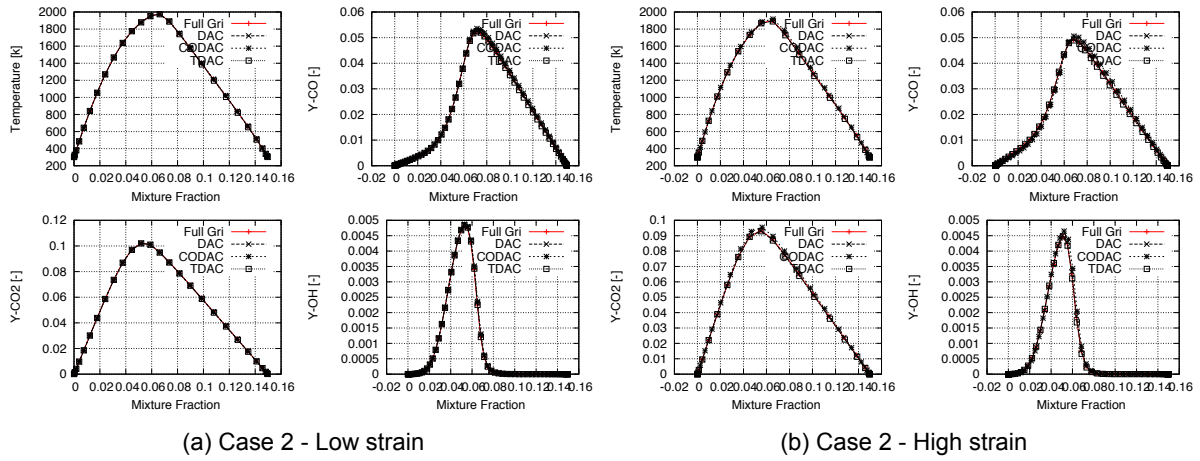 2000
1800
1600
1400
1200
1000
800
600
400
200
Temperature [k]
0 0.02 0.04 0.06 0.08 0.1 0.12 0.14 0.16
Mixture Fraction
Full Gri
DAC
CODAC
TDAC
0.06
0.05
0.04
0.03
0.02
0.01
0
Y-CO [-]
-0.02 0 0.02 0.04 0.06 0.08 0.1 0.12 0.14 0.16
Mixture Fraction
Full Gri
DAC
CODAC
TDAC
2000
1800
1600
1400
1200
1000
800
600
400
200
Temperature [k]
-0.02 0 0.02 0.04 0.06 0.08 0.1 0.12 0.14 0.16
Mixture Fraction
Full Gri
DAC
CODAC
TDAC
0.06
0.05
0.04
0.03
0.02
0.01
0
Y-CO [-]
-0.02 0 0.02 0.04 0.06 0.08 0.1 0.12 0.14 0.16
Mixture Fraction
Full Gri
DAC
CODAC
TDAC
0.12
0.1
0.08
0.06
0.04
0.02
0
Y-CO2 [-]
0 0.02 0.04 0.06 0.08 0.1 0.12 0.14 0.16
Mixture Fraction
Full Gri
DAC
CODAC
TDAC
0.005
0.0045
0.004
0.0035
0.003
0.0025
0.002
0.0015
0.001
0.0005
0
Y-OH [-]
-0.02 0 0.02 0.04 0.06 0.08 0.1 0.12 0.14 0.16
Mixture Fraction
Full Gri
DAC
CODAC
TDAC
0.1
0.09
0.08
0.07
0.06
0.05
0.04
0.03
0.02
0.01
0
Y-CO2 [-]
-0.02 0 0.02 0.04 0.06 0.08 0.1 0.12 0.14 0.16
Mixture Fraction
Full Gri
DAC
CODAC
TDAC
0.005
0.0045
0.004
0.0035
0.003
0.0025
0.002
0.0015
0.001
0.0005
0
Y-OH [-]
-0.02 0 0.02 0.04 0.06 0.08 0.1 0.12 0.14 0.16
Mixture Fraction
Full Gri
DAC
CODAC
TDAC
(a) Case 2 - Low strain
(b) Case 2 - High strain